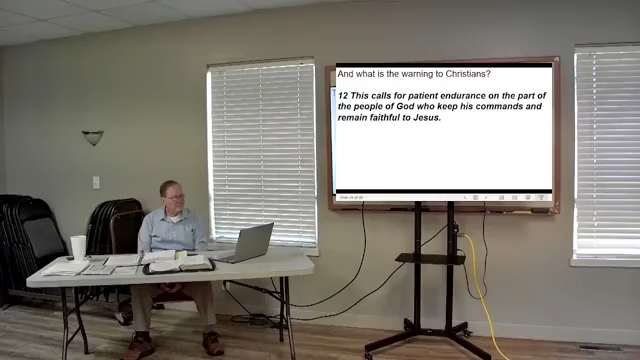 And what is the warning to Christians?
12 This calls for patient endurance on the part of
the people of God who keep his commands and
remain faithful to Jesus.